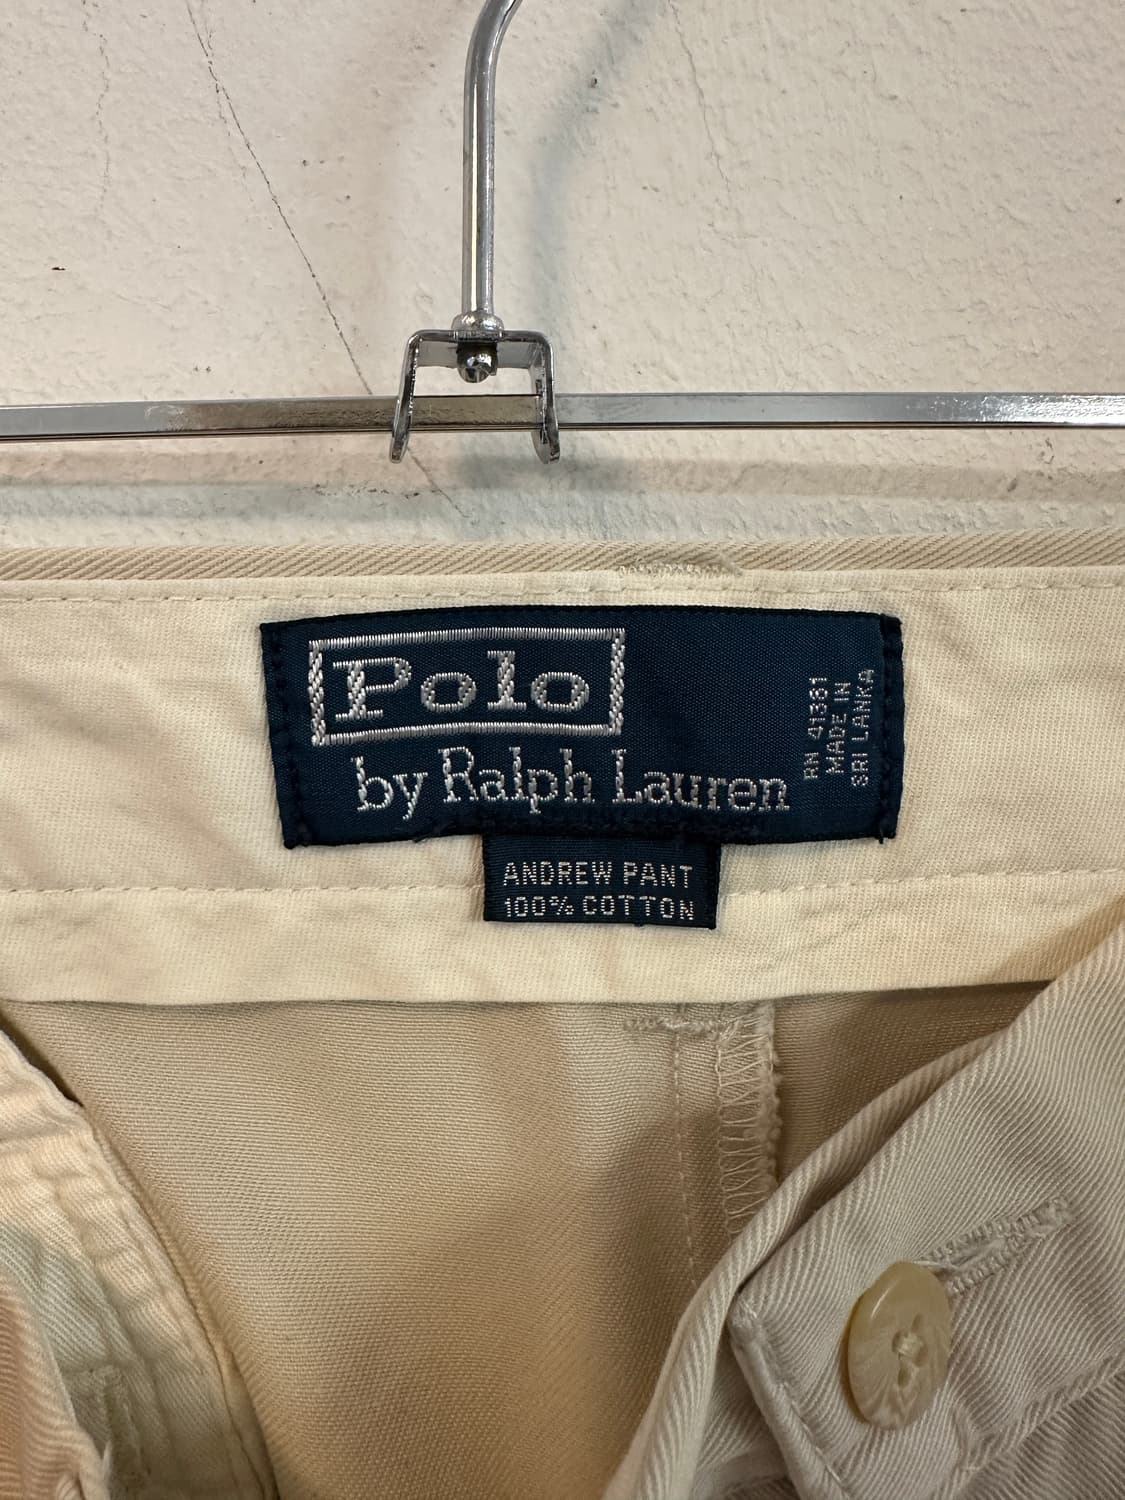 Polo
by Ralph Lauren
RN 41381
MADE IN
SRI LANKA
ANDREW PANT
100% COTTON